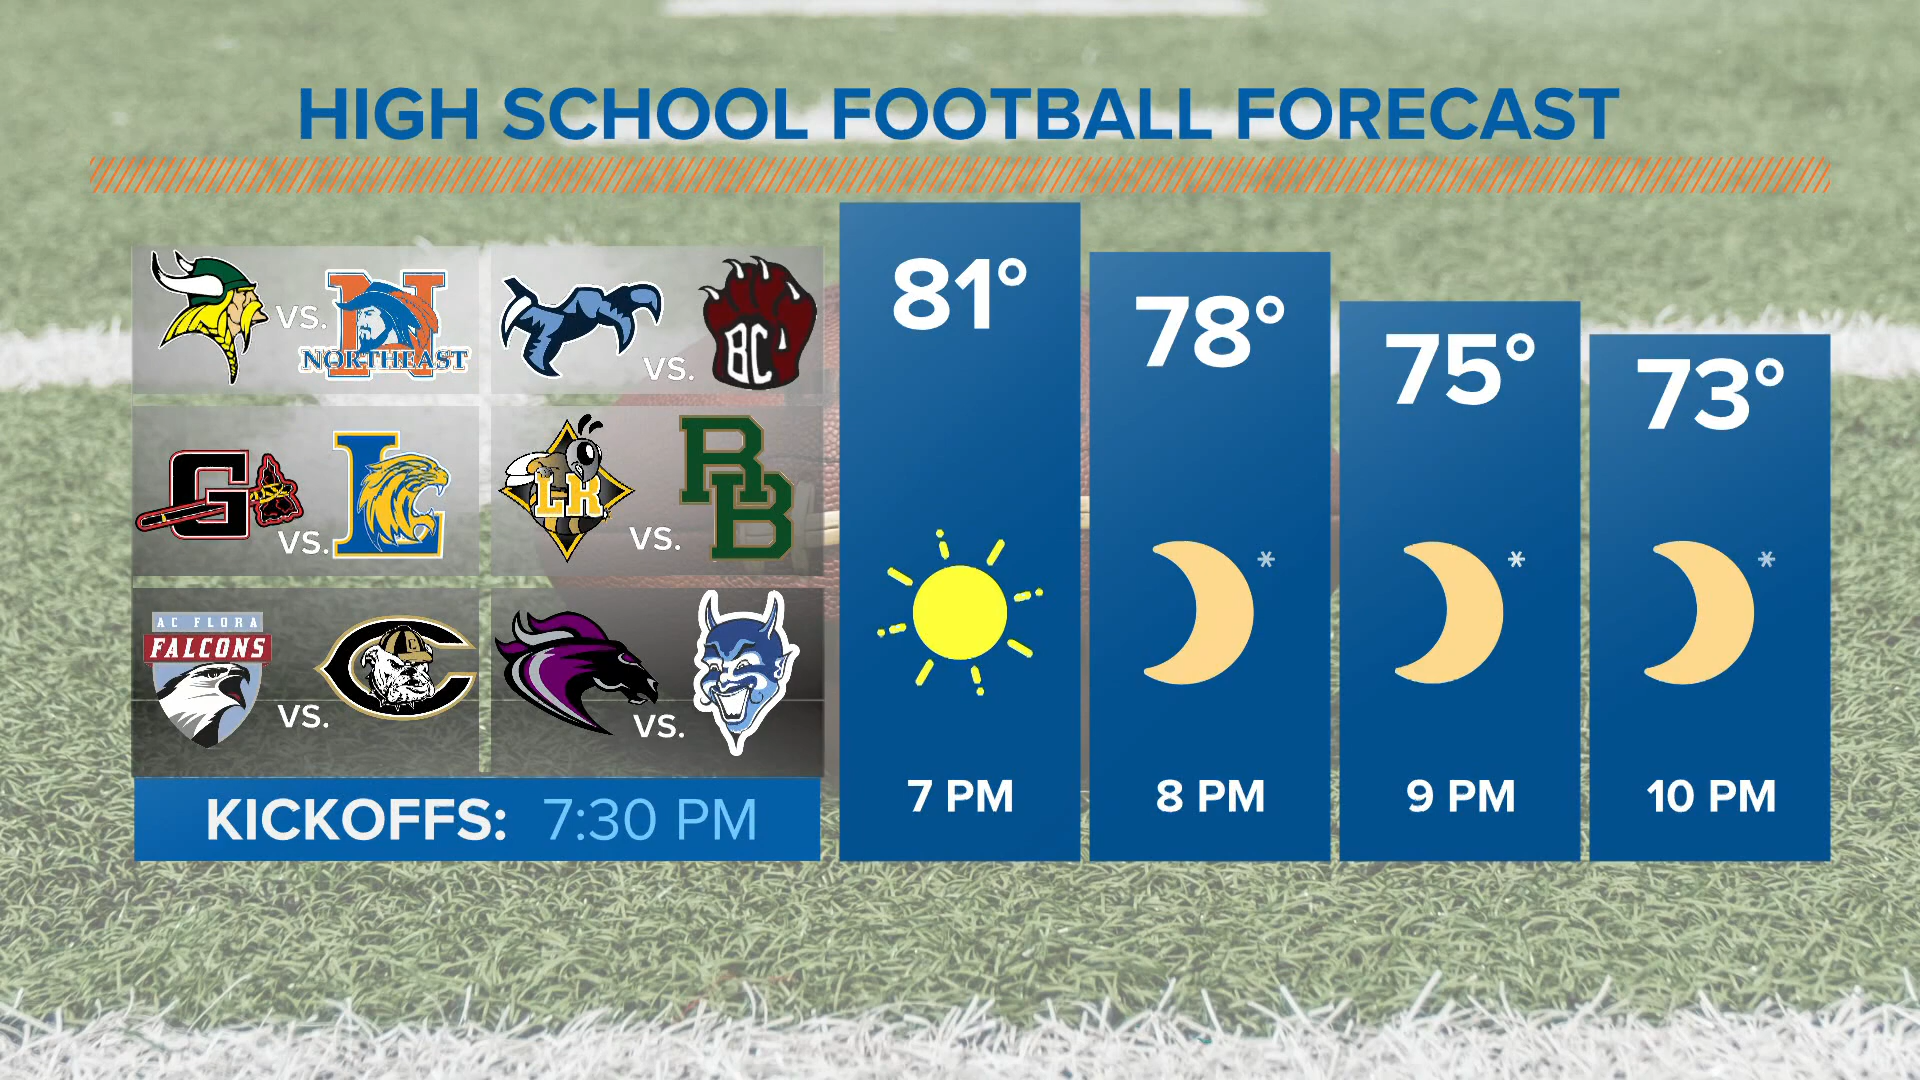 HIGH SCHOOL FOOTBALL FORECAST
VS.
N
NORTHEAST
VS.
BC
G
VS.
L
LR
VS.
RB
AC FLORA
FALCONS
VS.
C
C
VS.
KICKOFFS: 7:30 PM
81°
7 PM
78°
8 PM
75°
9 PM
73°
10 PM